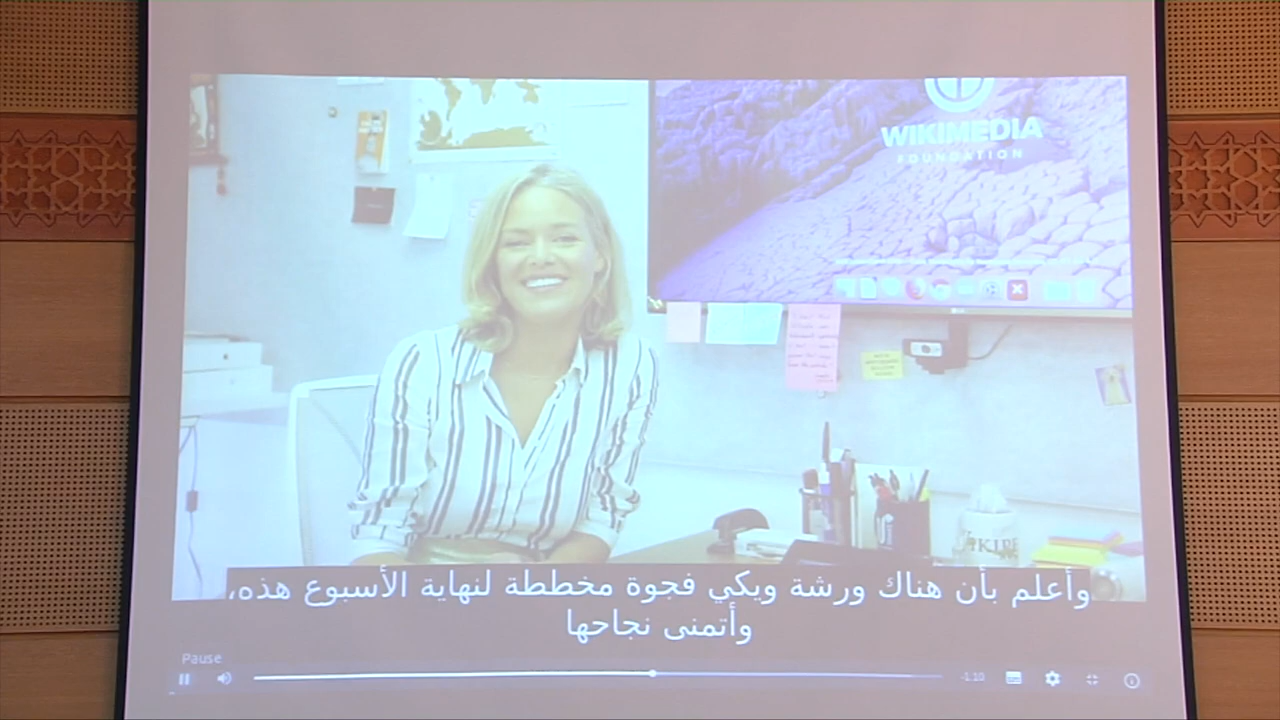 WIKIMEDIA
FOUNDATION
وأعلم بأن هناك ورشة ويكي فجوة مخططة لنهاية الأسبوع هذه،
وأتمنى نجاحها
Pause
-1:10